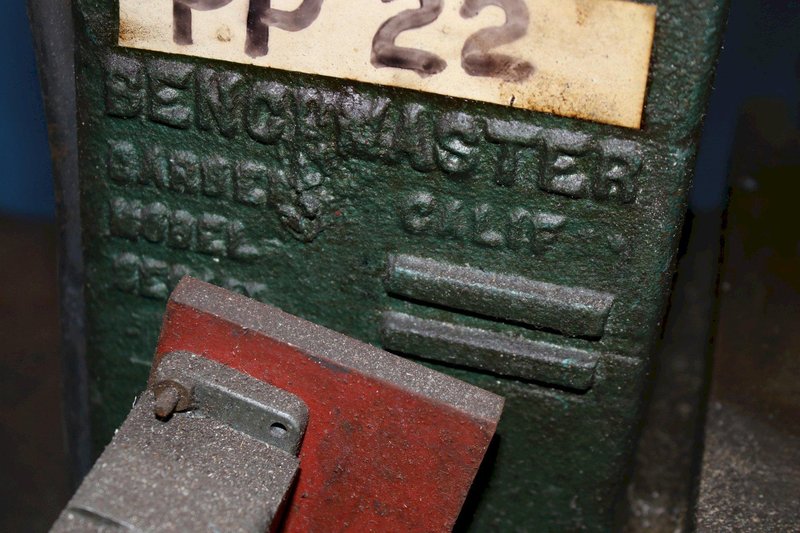 PP 22
BENCHMASTER
GARDENA CALIF
MODEL